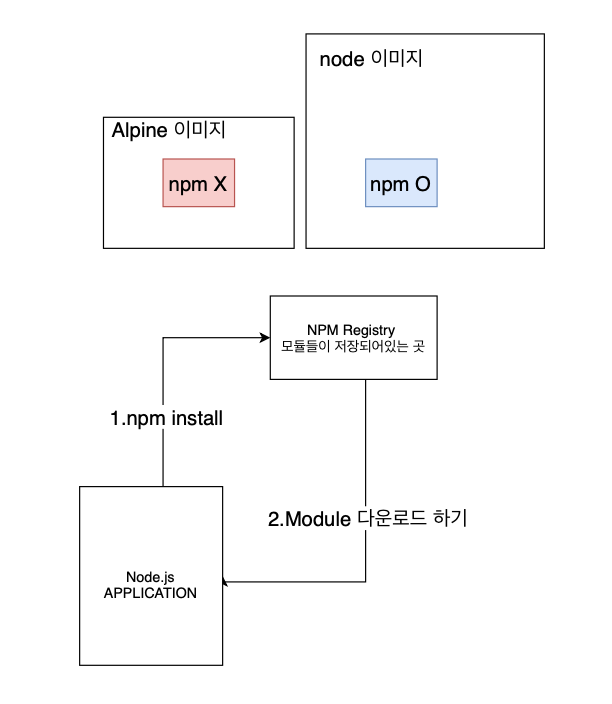 node 이미지
Alpine 이미지
npm X
npm O
NPM Registry
모듈들이 저장되어있는 곳
1.npm install
2.Module 다운로드 하기
Node.js
APPLICATION